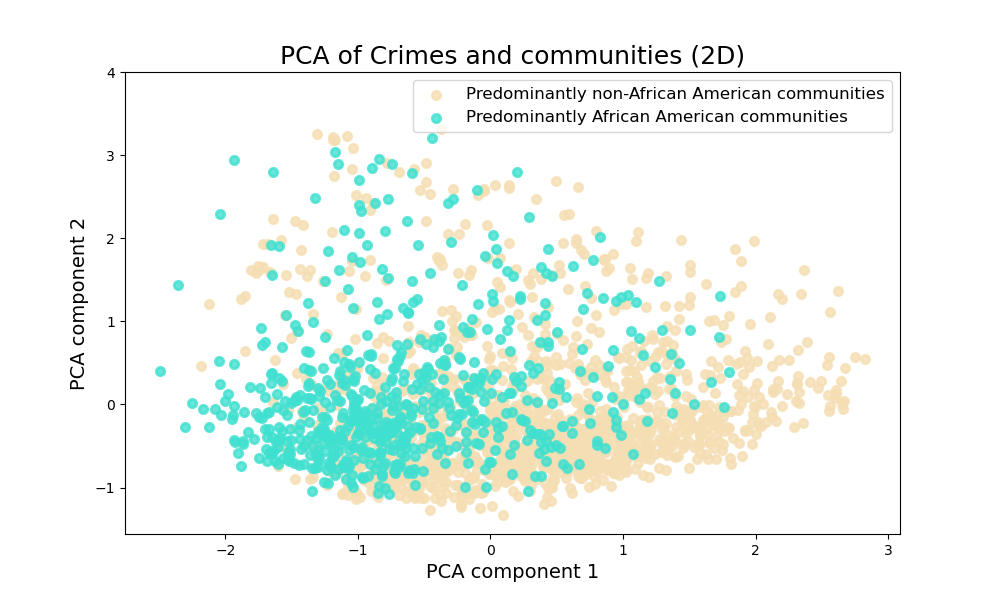 PCA of Crimes and communities (2D)
Predominantly non-African American communities
Predominantly African American communities
4
3
2
1
0
−1
PCA component 2
−2
−1
0
1
2
3
PCA component 1